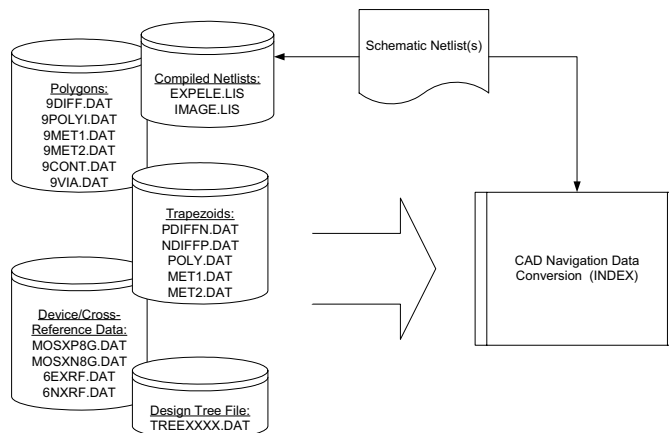 Schematic Netlist(s)
Compiled Netlists:
EXPELE.LIS
IMAGE.LIS
Polygons:
9DIFF.DAT
9POLYI.DAT
9MET1.DAT
9MET2.DAT
9CONT.DAT
9VIA.DAT
Trapezoids:
PDIFFN.DAT
NDIFFP.DAT
POLY.DAT
MET1.DAT
MET2.DAT
CAD Navigation Data
Conversion (INDEX)
Device/Cross-
Reference Data:
MOSXP8G.DAT
MOSXN8G.DAT
6EXRF.DAT
6NXRF.DAT
Design Tree File:
TREEXXXX.DAT